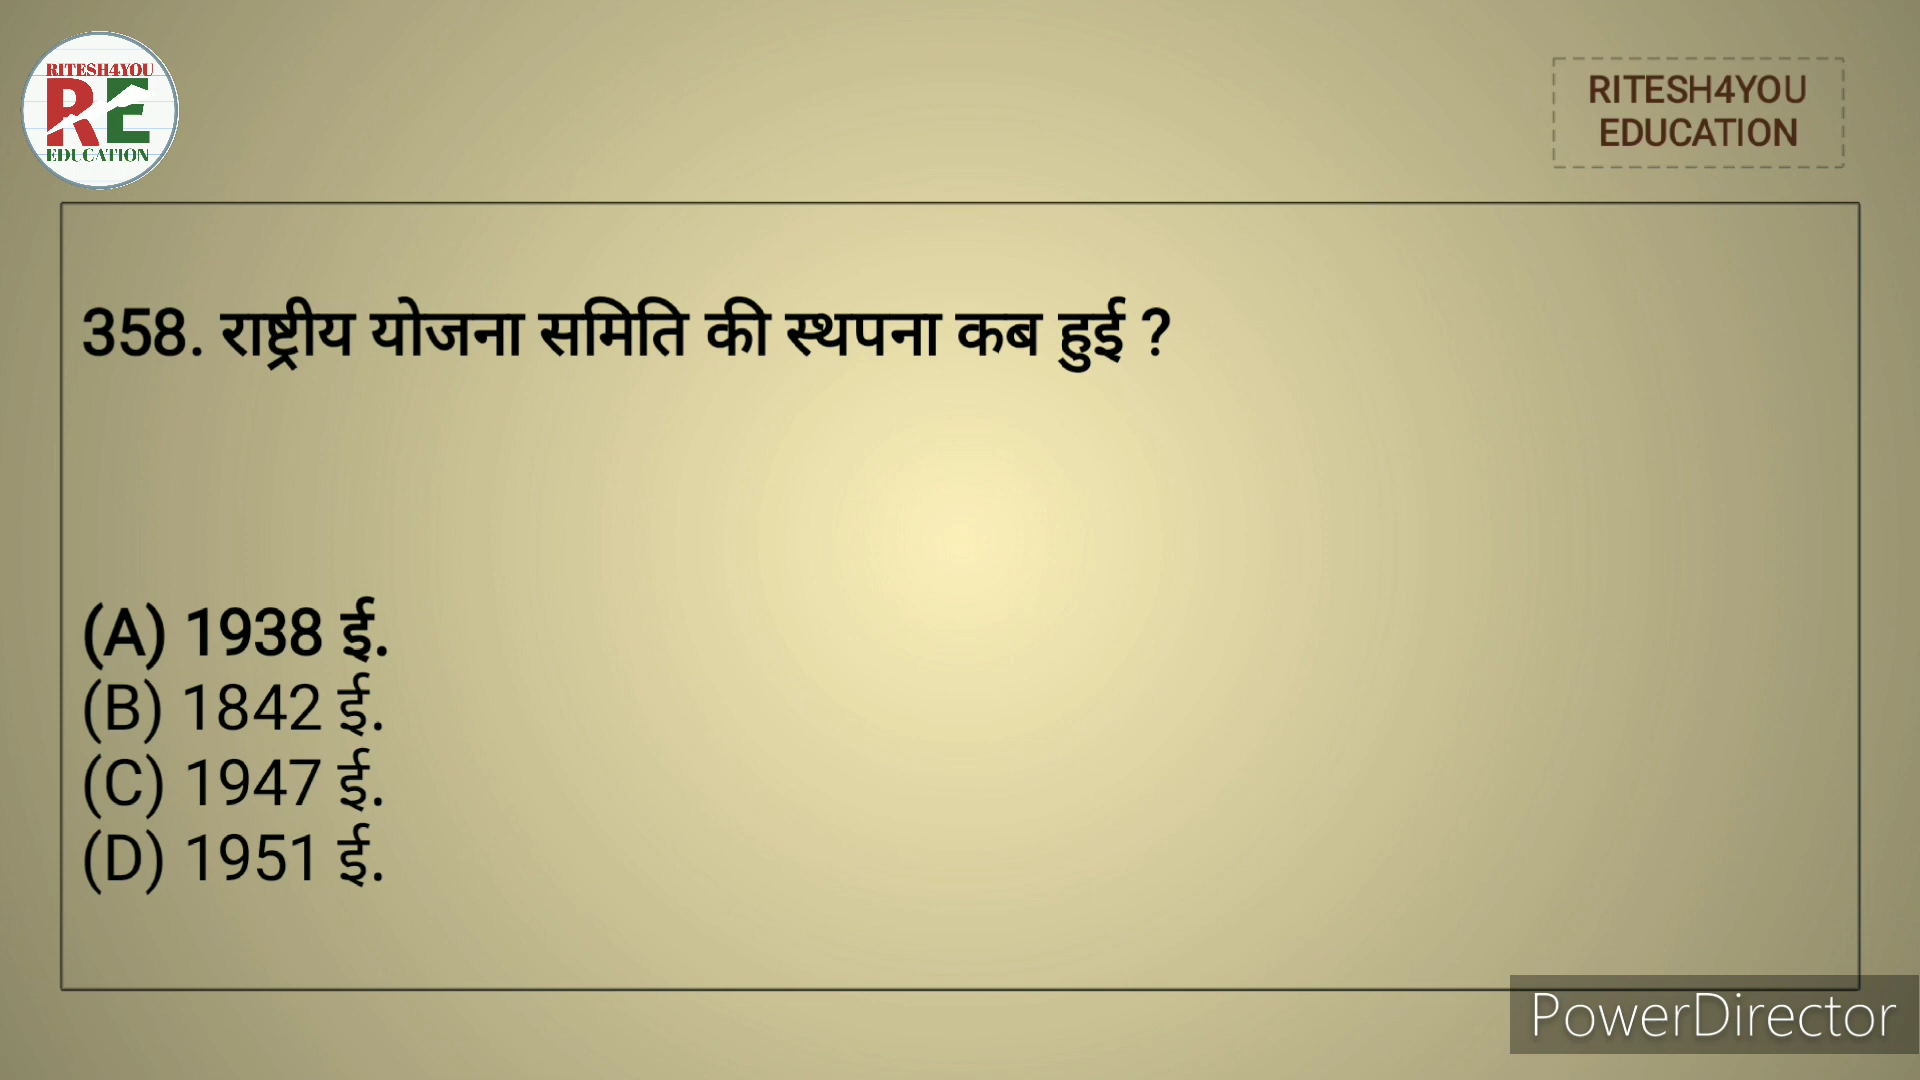 RITESH4YOU
RE
EDUCATION
RITESH4YOU
EDUCATION
358. राष्ट्रीय योजना समिति की स्थपना कब हुई ?
(A) 1938 ई.
(B) 1842 ई.
(C) 1947 ई.
(D) 1951 ई.
PowerDirector